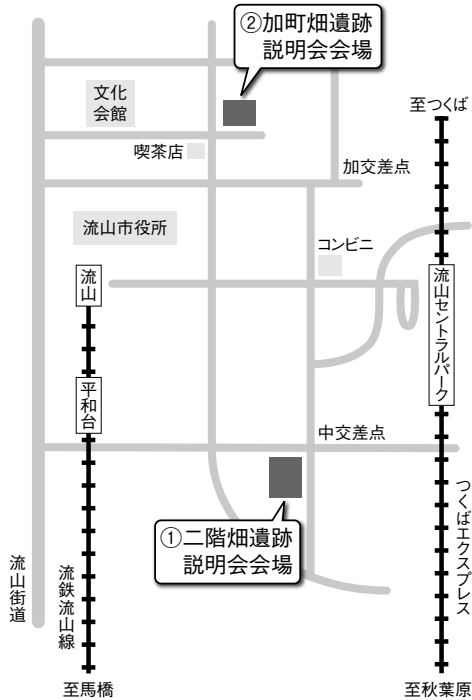 ②加町畑遺跡
説明会会場
文化
会館
至つくば
喫茶店
加交差点
流山市役所
コンビニ
流山
流山セントラルパーク
平和台
中交差点
①二階畑遺跡
説明会会場
つくばエクスプレス
流山街道
流鉄流山線
至馬橋
至秋葉原